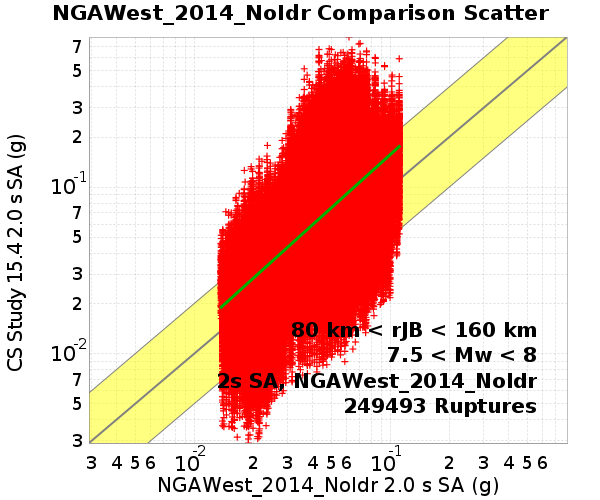 NGAWest_2014_NoIdr Comparison Scatter
CS Study 15.4 2.0 s SA (g)
7
5
3
2
10-1
7
5
3
2
10-2
7
5
3
80 km < rJB < 160 km
7.5 < Mw < 8
2s SA, NGAWest_2014_NoIdr
249493 Ruptures
3 4 5 6 10-2 2 3 4 5 6 10-1 2 3 4 5 6
NGAWest_2014_NoIdr 2.0 s SA (g)